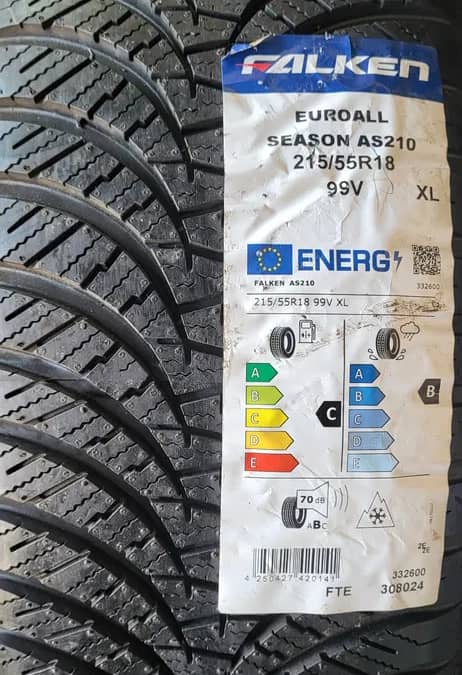 FALKEN
EUROALL
SEASON AS210
215/55R18
99V XL
ENERG
FALKEN AS210 332600
215/55R18 99V XL
A A
B B B
C C C
D D
E E
70 dB
ABC
332600
4 250427 420141
FTE 308024